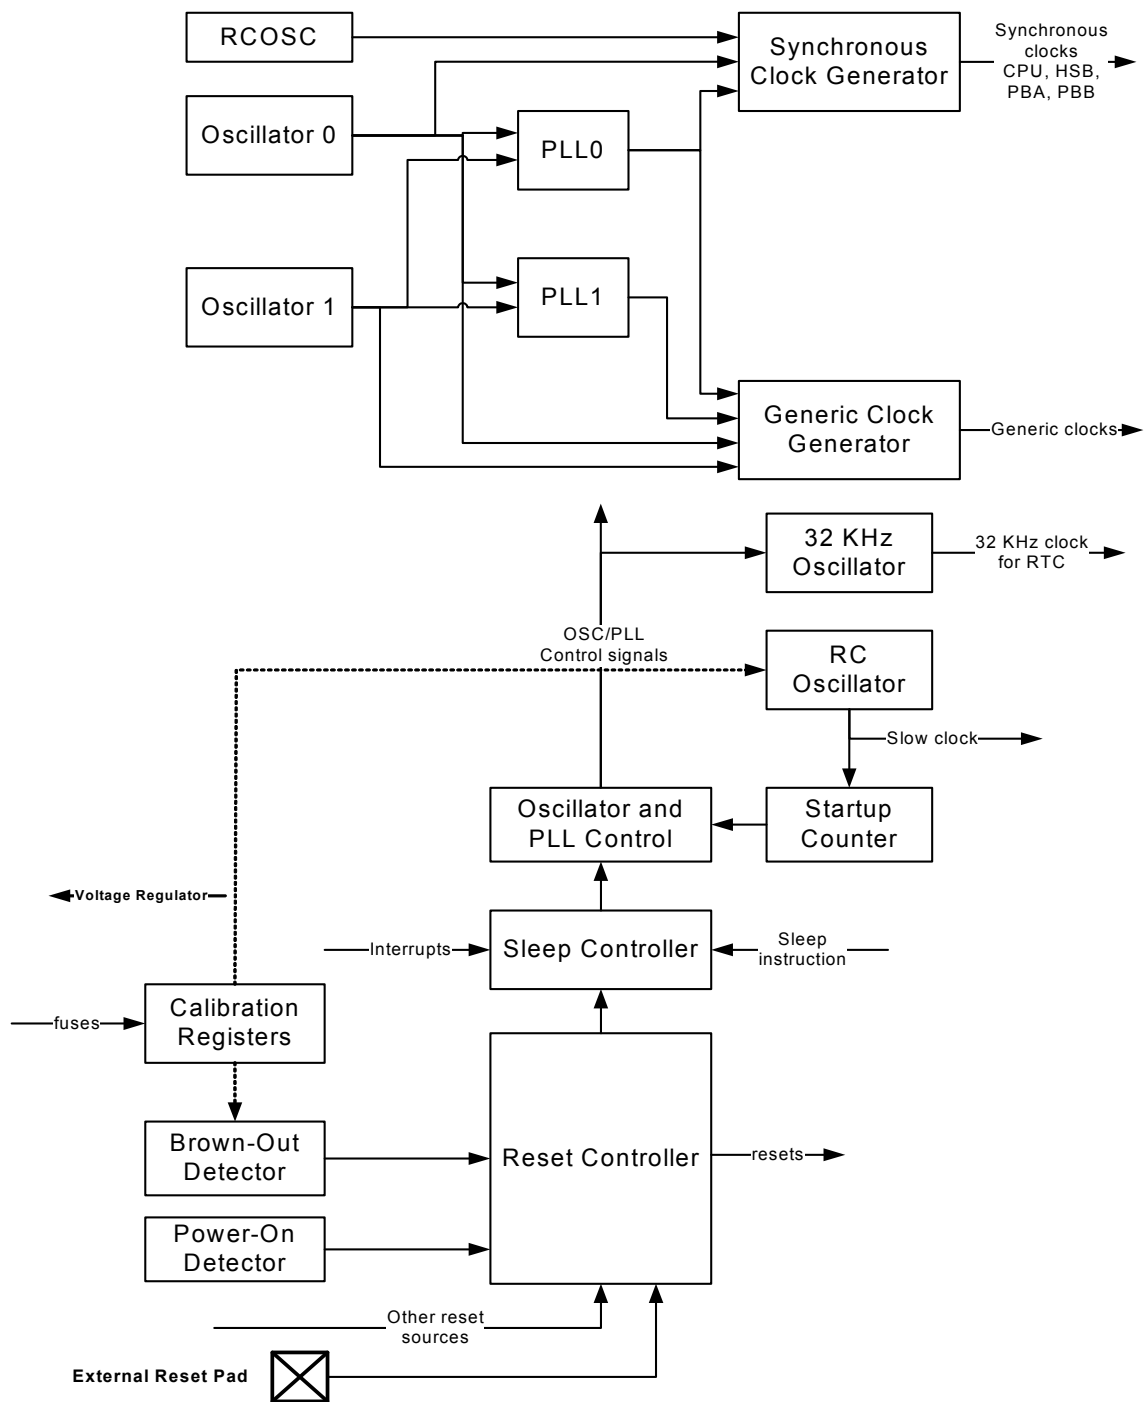 RCOSC
Synchronous
Clock Generator
Synchronous
clocks
CPU, HSB,
PBA, PBB
Oscillator 0
PLL0
Oscillator 1
PLL1
Generic Clock
Generator
Generic clocks
32 KHz
Oscillator
32 KHz clock
for RTC
OSC/PLL
Control signals
RC
Oscillator
Slow clock
Oscillator and
PLL Control
Startup
Counter
Voltage Regulator
Interrupts
Sleep Controller
Sleep
instruction
fuses
Calibration
Registers
Brown-Out
Detector
Reset Controller
resets
Power-On
Detector
Other reset
sources
External Reset Pad